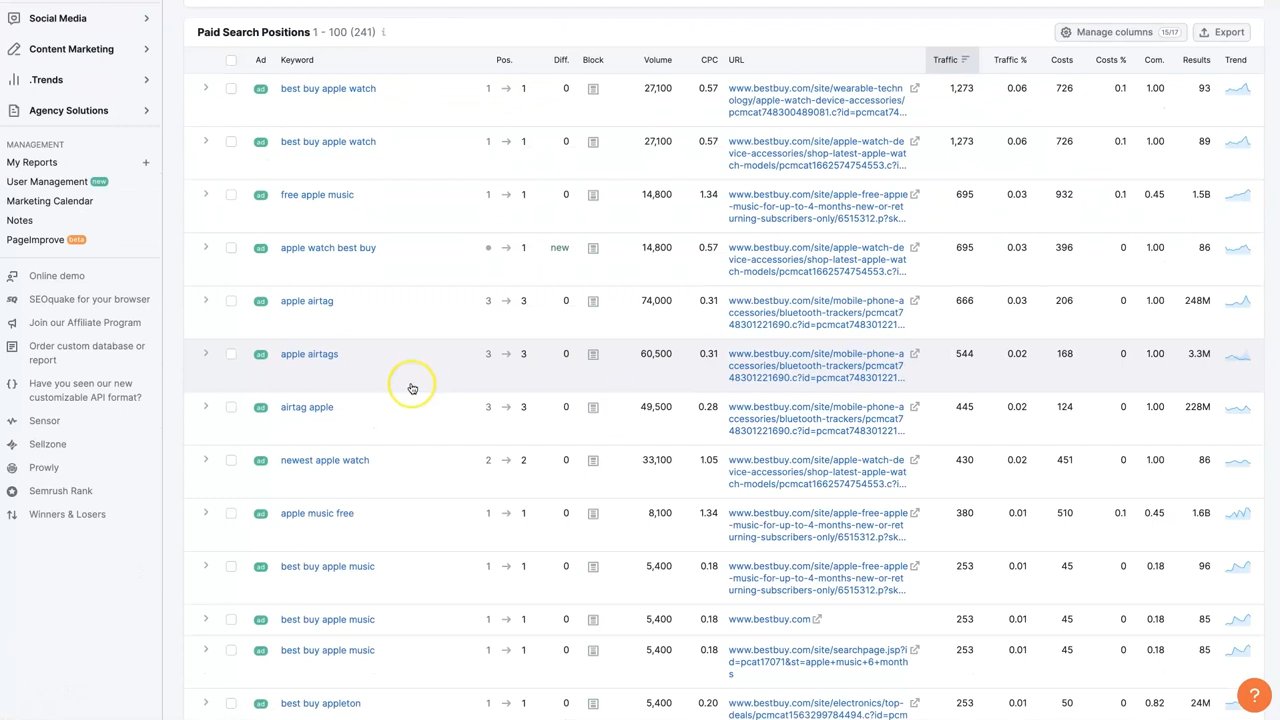 Social Media
Content Marketing
.Trends
Agency Solutions
MANAGEMENT
My Reports +
User Management new
Marketing Calendar
Notes
PageImprove beta
Online demo
SEOquake for your browser
Join our Affiliate Program
Order custom database or
report
Have you seen our new
customizable API format?
Sensor
Sellzone
Prowly
Semrush Rank
Winners & Losers
Paid Search Positions 1 - 100 (241) i
Manage columns 15/17 Export
Ad Keyword Pos. Diff. Block Volume CPC URL Traffic Traffic % Costs Costs % Com. Results Trend
ad best buy apple watch 1 → 1 0 27,100 0.57 www.bestbuy.com/site/wearable-techn 1,273 0.06 726 0.1 1.00 93
ology/apple-watch-device-accessories/
pcmcat748300489081.c?id=pcmcat74...
ad best buy apple watch 1 → 1 0 27,100 0.57 www.bestbuy.com/site/apple-watch-de 1,273 0.06 726 0.1 1.00 89
vice-accessories/shop-latest-apple-wat
ch-models/pcmcat1662574754553.c?i...
ad free apple music 1 → 1 0 14,800 1.34 www.bestbuy.com/site/apple-free-apple 695 0.03 932 0.1 0.45 1.5B
-music-for-up-to-4-months-new-or-ret
urning-subscribers-only/6515312.p?sk...
ad apple watch best buy → 1 new 14,800 0.57 www.bestbuy.com/site/apple-watch-de 695 0.03 396 0 1.00 86
vice-accessories/shop-latest-apple-wat
ch-models/pcmcat1662574754553.c?i...
ad apple airtag 3 → 3 0 74,000 0.31 www.bestbuy.com/site/mobile-phone-a 666 0.03 206 0 1.00 248M
ccessories/bluetooth-trackers/pcmcat7
48301221690.c?id=pcmcat748301221...
ad apple airtags 3 → 3 0 60,500 0.31 www.bestbuy.com/site/mobile-phone-a 544 0.02 168 0 1.00 3.3M
ccessories/bluetooth-trackers/pcmcat7
48301221690.c?id=pcmcat748301221...
ad airtag apple 3 → 3 0 49,500 0.28 www.bestbuy.com/site/mobile-phone-a 445 0.02 124 0 1.00 228M
ccessories/bluetooth-trackers/pcmcat7
48301221690.c?id=pcmcat748301221...
ad newest apple watch 2 → 2 0 33,100 1.05 www.bestbuy.com/site/apple-watch-de 430 0.02 451 0 1.00 86
vice-accessories/shop-latest-apple-wat
ch-models/pcmcat1662574754553.c?i...
ad apple music free 1 → 1 0 8,100 1.34 www.bestbuy.com/site/apple-free-apple 380 0.01 510 0.1 0.45 1.6B
-music-for-up-to-4-months-new-or-ret
urning-subscribers-only/6515312.p?sk...
ad best buy apple music 1 → 1 0 5,400 0.18 www.bestbuy.com/site/apple-free-apple 253 0.01 45 0 0.18 96
-music-for-up-to-4-months-new-or-ret
urning-subscribers-only/6515312.p?sk...
ad best buy apple music 1 → 1 0 5,400 0.18 www.bestbuy.com 253 0.01 45 0 0.18 85
ad best buy apple music 1 → 1 0 5,400 0.18 www.bestbuy.com/site/searchpage.jsp?i 253 0.01 45 0 0.18 85
d=pcat17071&st=apple+music+6+month
s
ad best buy appleton 1 → 1 0 5,400 0.20 www.bestbuy.com/site/electronics/top- 253 0.01 50 0 0.82 24M
deals/pcmcat1563299784494.c?id=pcm
?